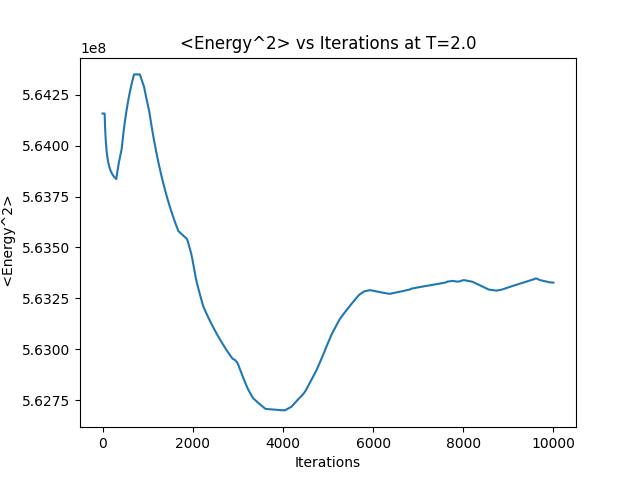 <Energy^2> vs Iterations at T=2.0
1e8
5.6425
5.6400
5.6375
5.6350
5.6325
5.6300
5.6275
<Energy^2>
0 2000 4000 6000 8000 10000
Iterations